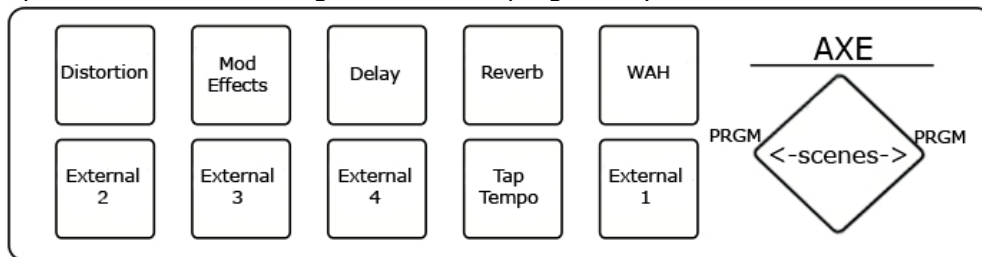 Distortion
Mod
Effects
Delay
Reverb
WAH
AXE
PRGM
<-scenes->
PRGM
External
2
External
3
External
4
Tap
Tempo
External
1